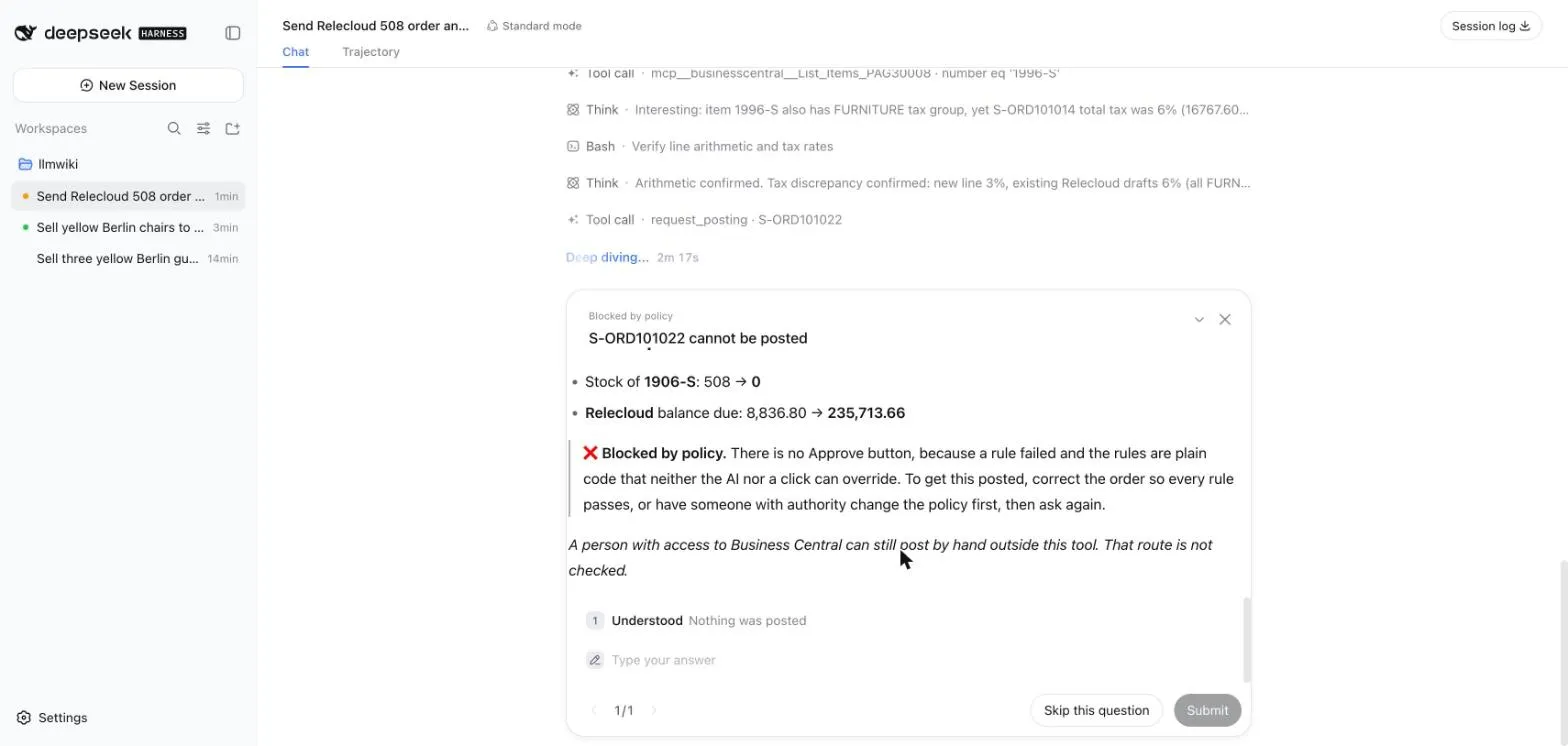 deepseek HARNESS
New Session
Workspaces
llmwiki
Send Relecloud 508 order ... 1min
Sell yellow Berlin chairs to ... 3min
Sell three yellow Berlin gu... 14min
Settings
Send Relecloud 508 order an... Standard mode
Session log
Chat Trajectory
Tool call · mcp__businesscentral__List_Items_PAG30008 · number eq '1996-S'
Think · Interesting: item 1996-S also has FURNITURE tax group, yet S-ORD101014 total tax was 6% (16767.60...
Bash · Verify line arithmetic and tax rates
Think · Arithmetic confirmed. Tax discrepancy confirmed: new line 3%, existing Relecloud drafts 6% (all FURN...
Tool call · request_posting · S-ORD101022
Deep diving... 2m 17s
Blocked by policy
S-ORD101022 cannot be posted
• Stock of 1906-S: 508 → 0
• Relecloud balance due: 8,836.80 → 235,713.66
❌ Blocked by policy. There is no Approve button, because a rule failed and the rules are plain
code that neither the AI nor a click can override. To get this posted, correct the order so every rule
passes, or have someone with authority change the policy first, then ask again.
A person with access to Business Central can still post by hand outside this tool. That route is not
checked.
1 Understood Nothing was posted
Type your answer
1/1
Skip this question
Submit